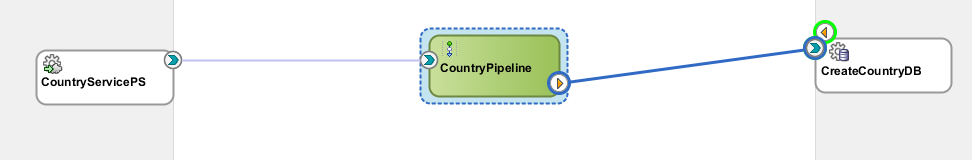 CountryServicePS
CountryPipeline
CreateCountryDB